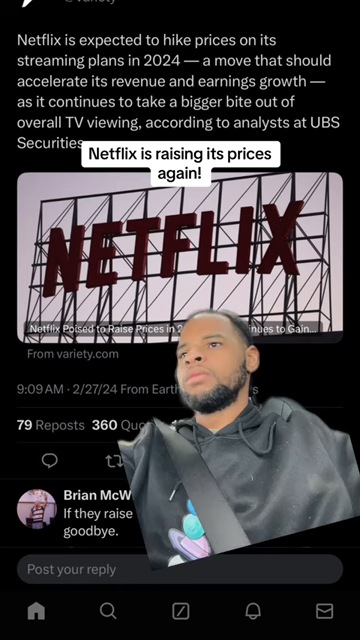 Netflix is expected to hike prices on its
streaming plans in 2024 — a move that should
accelerate its revenue and earnings growth —
as it continues to take a bigger bite out of
overall TV viewing, according to analysts at UBS
Securities
Netflix is raising its prices
again!
NETFLIX
Netflix Poised to Raise Prices in
to Gain...
From variety.com
9:09 AM · 2/27/24 From Earth
79 Reposts 360
Brian McW
If they raise
goodbye.
Post your reply